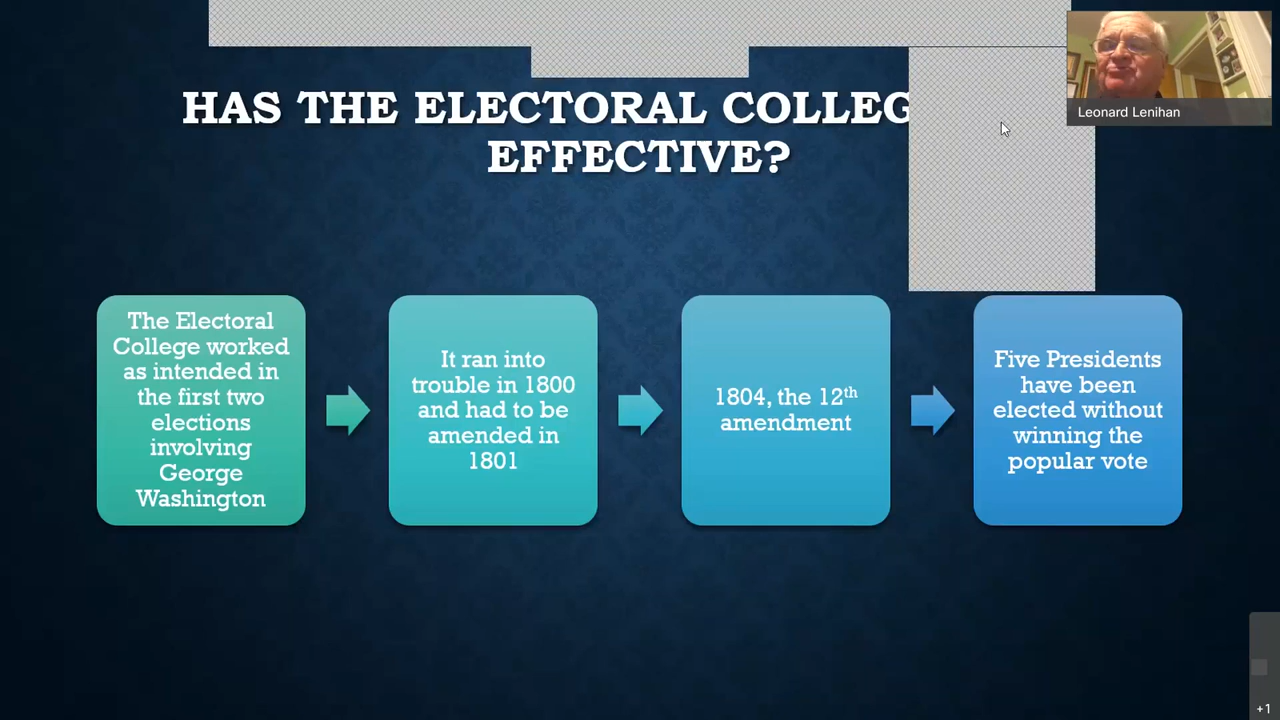 HAS THE ELECTORAL COLLEG
EFFECTIVE?
Leonard Lenihan
The Electoral
College worked
as intended in
the first two
elections
involving
George
Washington
It ran into
trouble in 1800
and had to be
amended in
1801
1804, the 12th
amendment
Five Presidents
have been
elected without
winning the
popular vote
+1